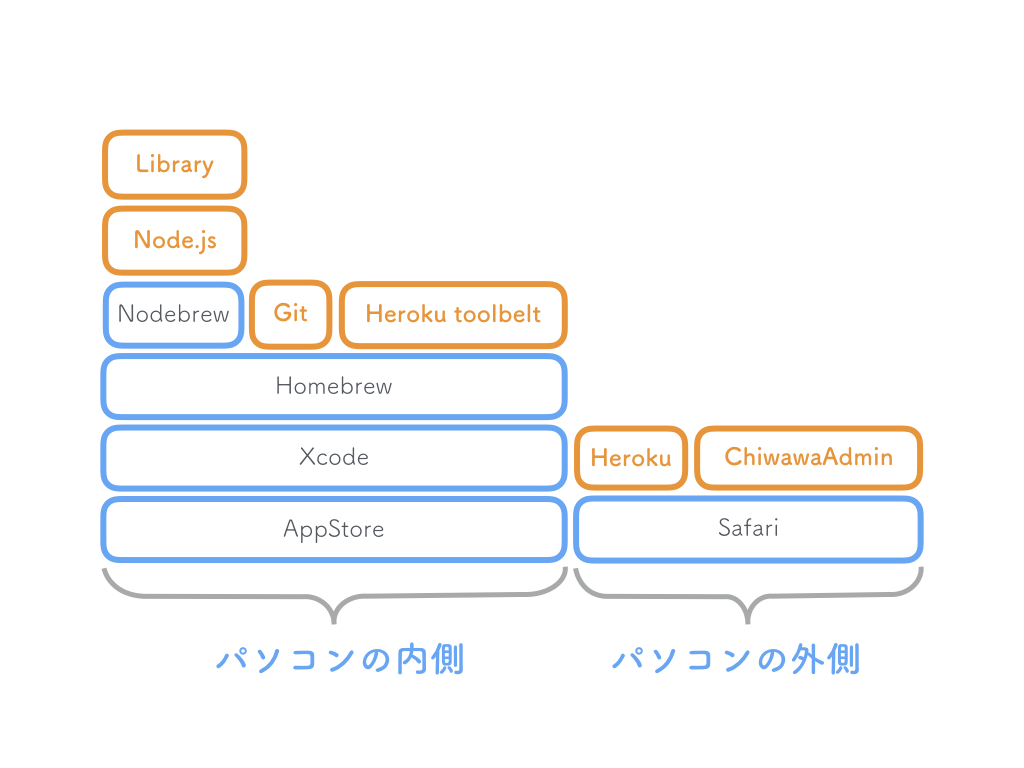 Library
Node.js
Nodebrew
Git
Heroku toolbelt
Homebrew
Xcode
Heroku
ChiwawaAdmin
AppStore
Safari
パソコンの内側
パソコンの外側